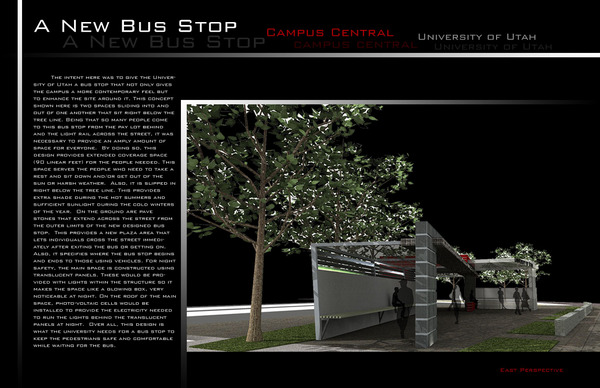 A New Bus Stop
Campus Central
University of Utah
The intent here was to give the Univer-
sity of Utah a bus stop that not only gives
the campus a more contemporary feel but
to enhance the site around it. This concept
shown here is two spaces sliding into and
out of one another that sit right below the
tree line. Being that so many people come
to this bus stop from the pay lot behind
and the light rail across the street, it was
necessary to provide an amply amount of
space for everyone. By doing so, this
design provides extended coverage space
(90 linear feet) for the people needed. This
space serves the people who need to take a
rest and sit down and/or get out of the
sun or harsh weather. Also, it is slipped in
right below the tree line. This provides
extra shade during the hot summers and
sufficient sunlight during the cold winters
of the year. On the ground are pave
stones that extend across the street from
the outer limits of the new designed bus
stop. This provides a new plaza area that
lets individuals cross the street immedi-
ately after exiting the bus or getting on.
Also, it specifies where the bus stop begins
and ends to those using vehicles. For night
safety, the main space is constructed using
translucent panels. These would be pro-
vided with lights within the structure so it
makes the space like a glowing box, very
noticeable at night. On the roof of the main
space, photo-voltaic cells would be
installed to provide the electricity needed
to run the lights behind the translucent
panels at night. Over all, this design is
what the university needs for a bus stop to
keep the pedestrians safe and comfortable
while waiting for the bus.
East Perspective